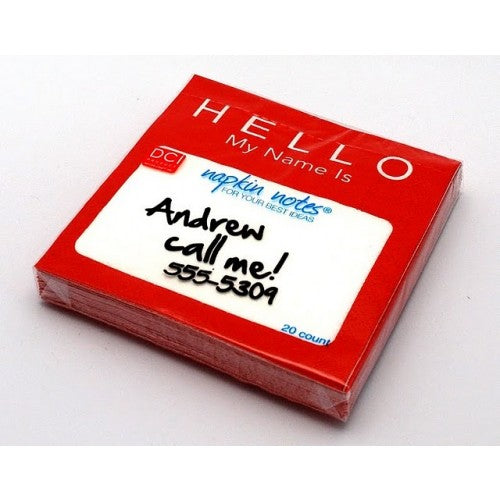 HELLO
My Name Is
DCI
napkin notes®
FOR YOUR BEST IDEAS
Andrew
call me!
555-5309
20 count